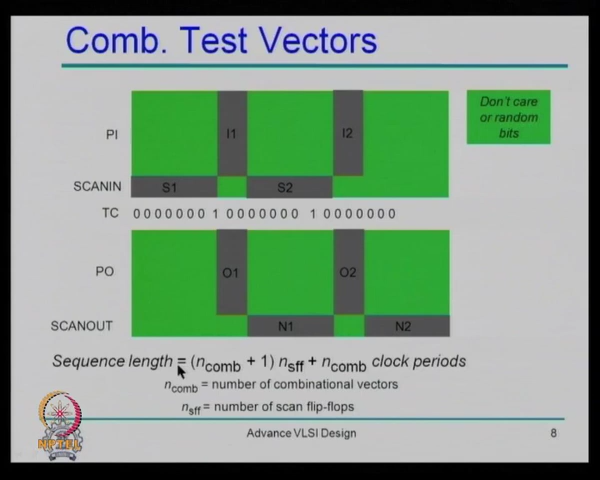 Comb. Test Vectors
Don't care
or random
bits
PI
I1
I2
SCANIN
S1
S2
TC
0 0 0 0 0 0 0 1 0 0 0 0 0 0 0 1 0 0 0 0 0 0 0
PO
O1
O2
SCANOUT
N1
N2
Sequence length = (ncomb + 1) nsff + ncomb clock periods
ncomb = number of combinational vectors
nsff = number of scan flip-flops
NPTEL
Advance VLSI Design
8